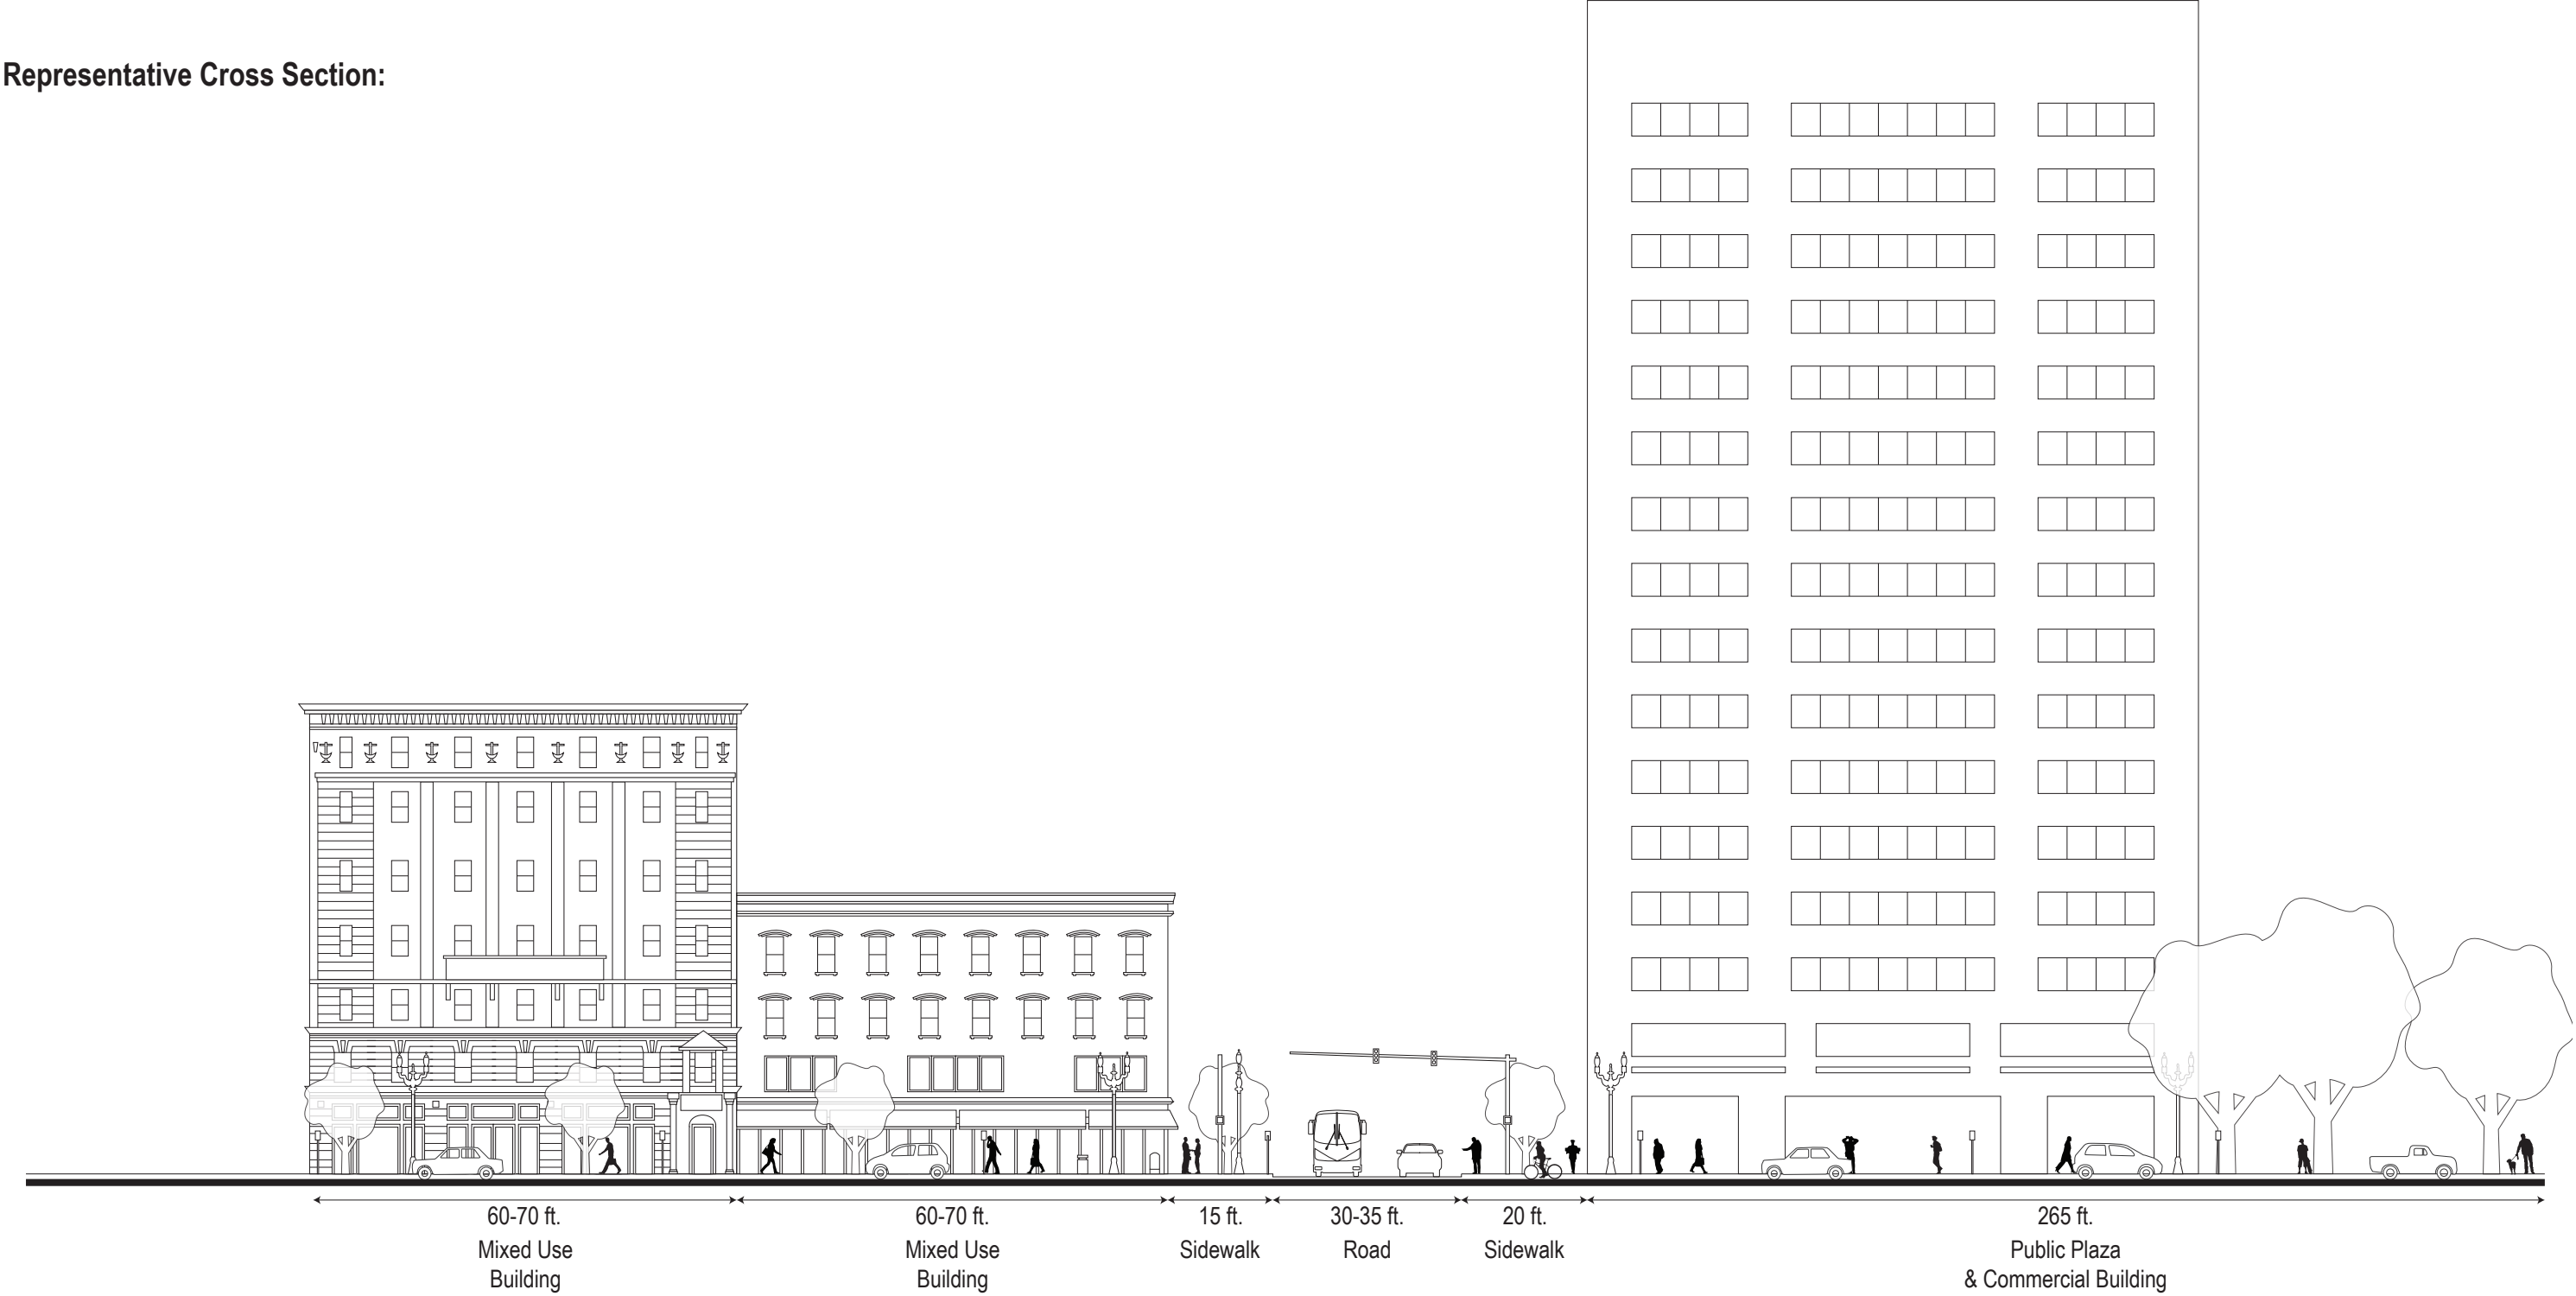 Representative Cross Section:
60-70 ft.
Mixed Use
Building
60-70 ft.
Mixed Use
Building
15 ft.
Sidewalk
30-35 ft.
Road
20 ft.
Sidewalk
265 ft.
Public Plaza
& Commercial Building